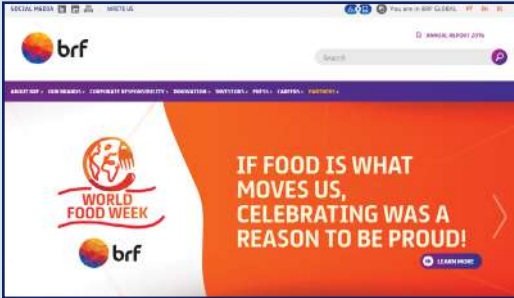 SOCIAL MEDIA
WRITE US
You are in BRF GLOBAL
PT
En
brf
ANNUAL REPORT 2016
Search
ABOUT BRF
OUR BRANDS
CORPORATE RESPONSIBILITY
INNOVATION
INVESTORS
PRESS
CAREERS
PARTNERS
WORLD
FOOD WEEK
brf
IF FOOD IS WHAT
MOVES US,
CELEBRATING WAS A
REASON TO BE PROUD!
LEARN MORE